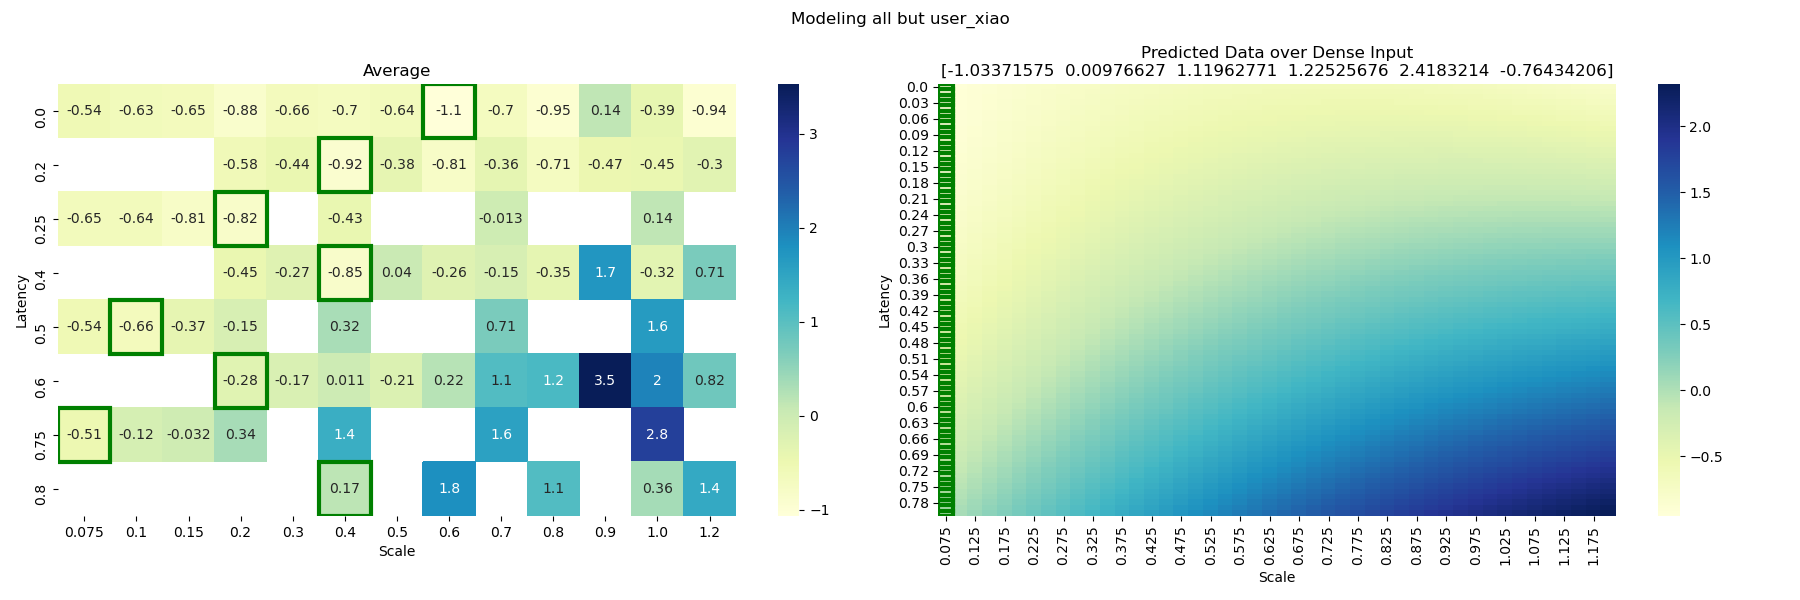 Modeling all but user_xiao
Average
Latency
0.0 -0.54 -0.63 -0.65 -0.88 -0.66 -0.7 -0.64 -1.1 -0.7 -0.95 0.14 -0.39 -0.94
0.2 -0.58 -0.44 -0.92 -0.38 -0.81 -0.36 -0.71 -0.47 -0.45 -0.3
0.25 -0.65 -0.64 -0.81 -0.82 -0.43 -0.013 0.14
0.4 -0.45 -0.27 -0.85 0.04 -0.26 -0.15 -0.35 1.7 -0.32 0.71
0.5 -0.54 -0.66 -0.37 -0.15 0.32 0.71 1.6
0.6 -0.28 -0.17 0.011 -0.21 0.22 1.1 1.2 3.5 2 0.82
0.75 -0.51 -0.12 -0.032 0.34 1.4 1.6 2.8
0.8 0.17 1.8 1.1 0.36 1.4
0.075 0.1 0.15 0.2 0.3 0.4 0.5 0.6 0.7 0.8 0.9 1.0 1.2
Scale
3
2
1
0
−1
Predicted Data over Dense Input
[-1.03371575 0.00976627 1.11962771 1.22525676 2.4183214 -0.76434206]
Latency
0.0
0.03
0.06
0.09
0.12
0.15
0.18
0.21
0.24
0.27
0.3
0.33
0.36
0.39
0.42
0.45
0.48
0.51
0.54
0.57
0.6
0.63
0.66
0.69
0.72
0.75
0.78
0.075 0.125 0.175 0.225 0.275 0.325 0.375 0.425 0.475 0.525 0.575 0.625 0.675 0.725 0.775 0.825 0.875 0.925 0.975 1.025 1.075 1.125 1.175
Scale
2.0
1.5
1.0
0.5
0.0
−0.5